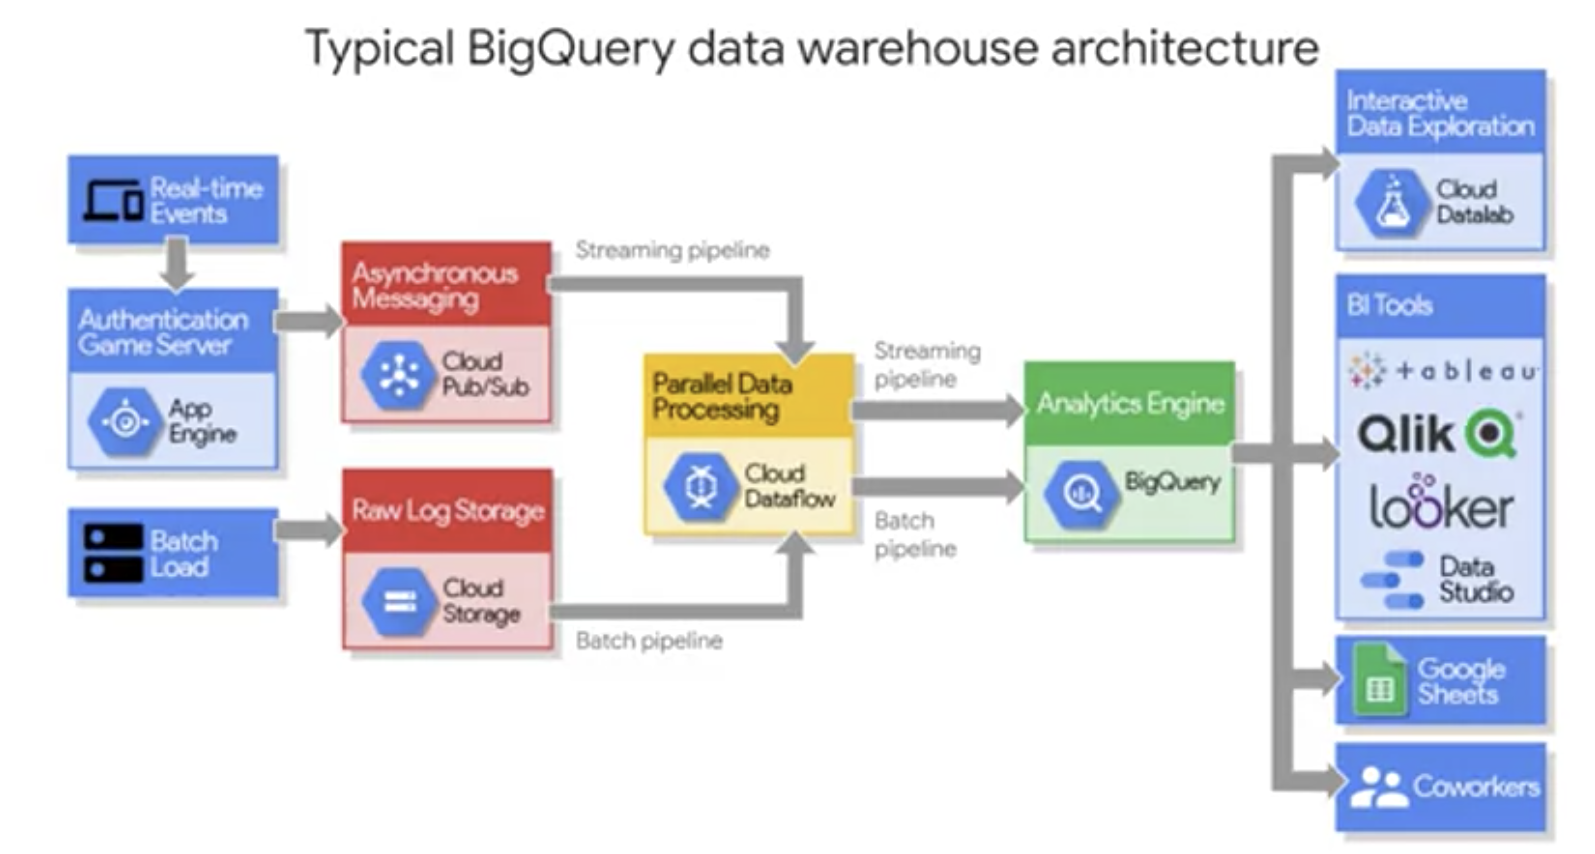 Typical BigQuery data warehouse architecture
Real-time
Events
Authentication
Game Server
App
Engine
Batch
Load
Asynchronous
Messaging
Cloud
Pub/Sub
Raw Log Storage
Cloud
Storage
Streaming pipeline
Batch pipeline
Parallel Data
Processing
Cloud
Dataflow
Streaming
pipeline
Batch
pipeline
Analytics Engine
BigQuery
Interactive
Data Exploration
Cloud
Datalab
BI Tools
+ a b l e a u
Qlik
looker
Data
Studio
Google
Sheets
Coworkers